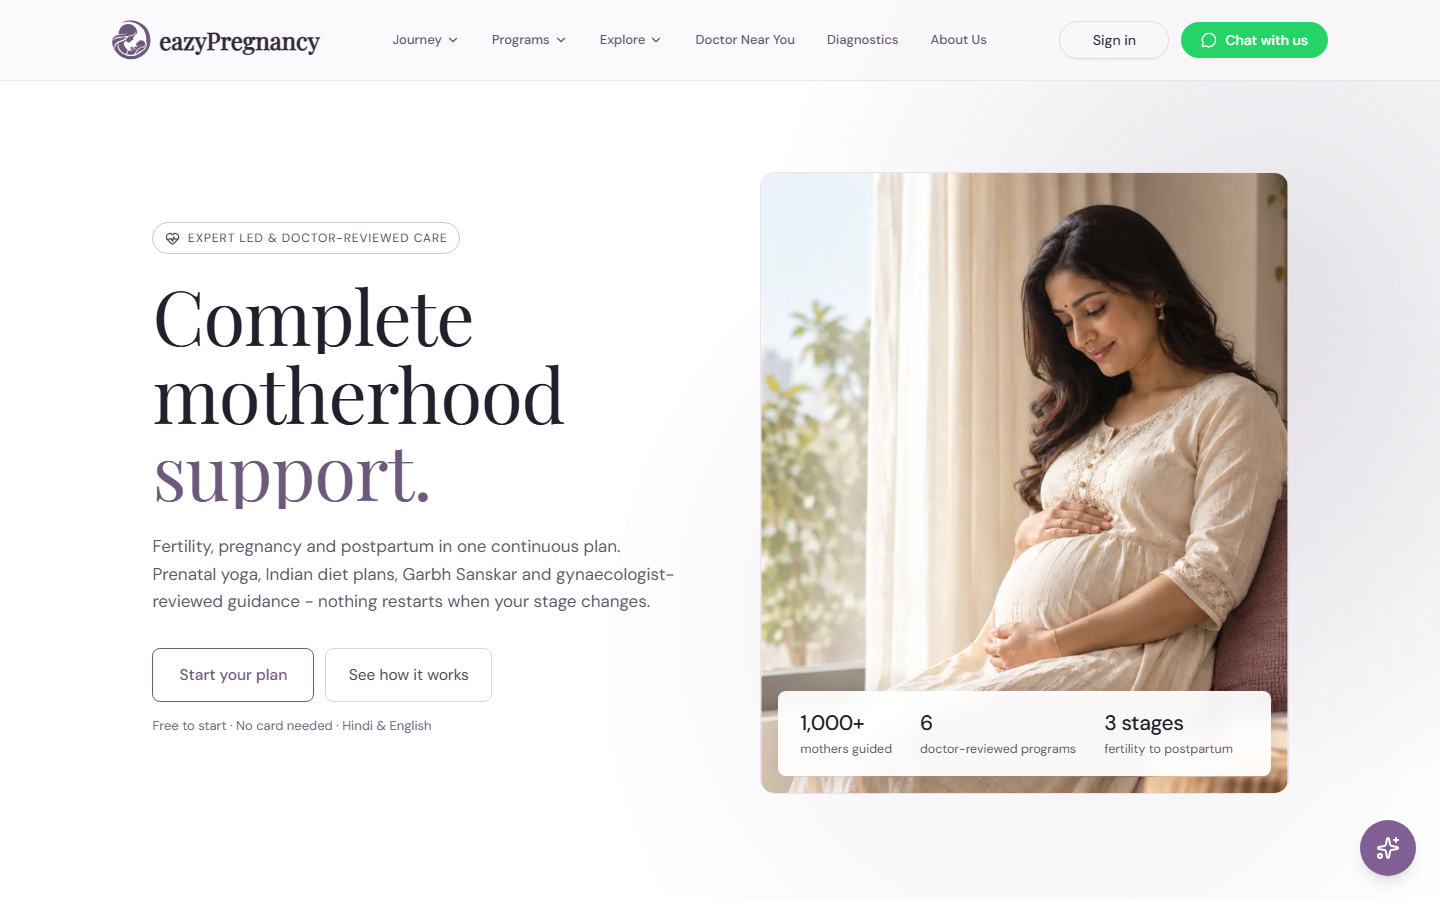 eazyPregnancy
Journey
Programs
Explore
Doctor Near You
Diagnostics
About Us
Sign in
Chat with us
EXPERT LED & DOCTOR-REVIEWED CARE
Complete
motherhood
support.
Fertility, pregnancy and postpartum in one continuous plan.
Prenatal yoga, Indian diet plans, Garbh Sanskar and gynaecologist-
reviewed guidance - nothing restarts when your stage changes.
Start your plan
See how it works
Free to start · No card needed · Hindi & English
1,000+
mothers guided
6
doctor-reviewed programs
3 stages
fertility to postpartum